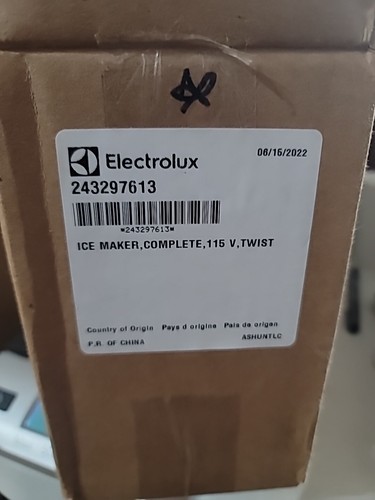 Electrolux
06/15/2022
243297613
*243297613*
ICE MAKER,COMPLETE,115 V,TWIST
Country of Origin Pays d origine Pais de origen
P.R. OF CHINA
ASHUNTLC